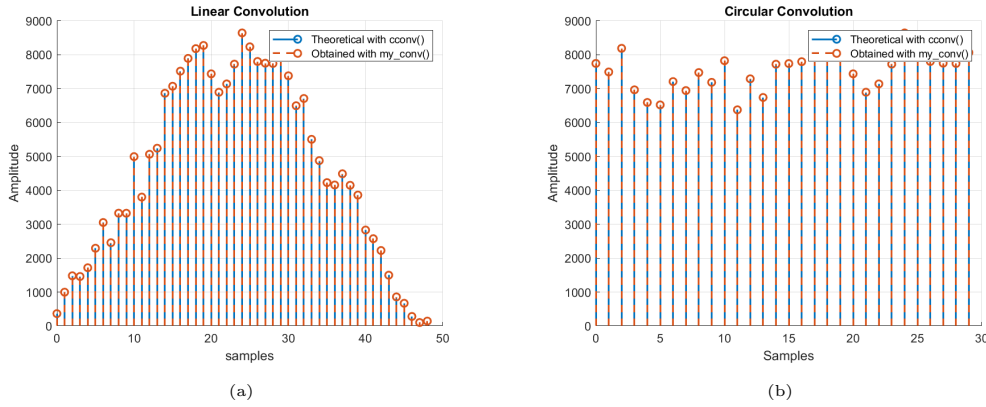 Linear Convolution
Theoretical with cconv()
Obtained with my_conv()
9000
8000
7000
6000
5000
4000
3000
2000
1000
0
Amplitude
0 10 20 30 40 50
samples
(a)
Circular Convolution
Theoretical with cconv()
Obtained with my_conv()
9000
8000
7000
6000
5000
4000
3000
2000
1000
0
Amplitude
0 5 10 15 20 25 30
Samples
(b)